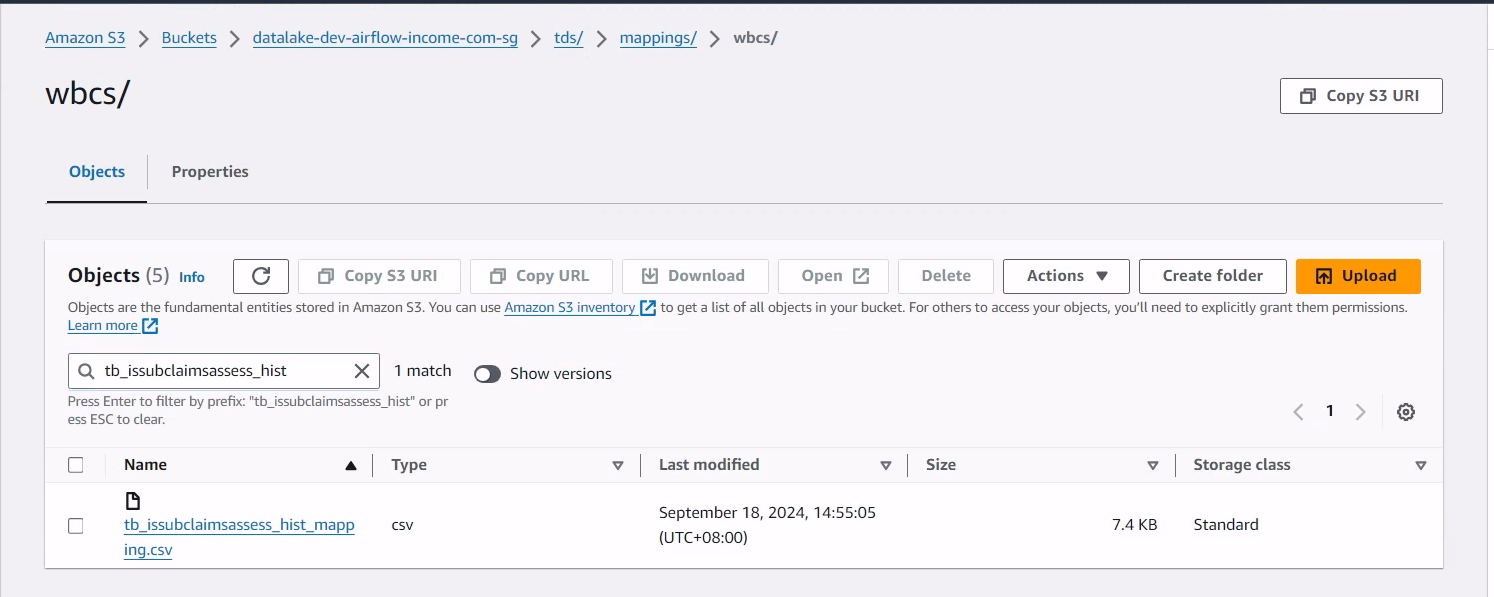 Amazon S3 > Buckets > datalake-dev-airflow-income-com-sg > tds/ > mappings/ > wbcs/
wbcs/
Copy S3 URI
Objects
Properties
Objects (5) Info
Copy S3 URI
Copy URL
Download
Open
Delete
Actions
Create folder
Upload
Objects are the fundamental entities stored in Amazon S3. You can use Amazon S3 inventory to get a list of all objects in your bucket. For others to access your objects, you'll need to explicitly grant them permissions.
Learn more
tb_issubclaimsassess_hist
1 match
Show versions
Press Enter to filter by prefix: "tb_issubclaimsassess_hist" or pr
ess ESC to clear.
1
Name
Type
Last modified
Size
Storage class
tb_issubclaimsassess_hist_mapp
ing.csv
csv
September 18, 2024, 14:55:05
(UTC+08:00)
7.4 KB
Standard